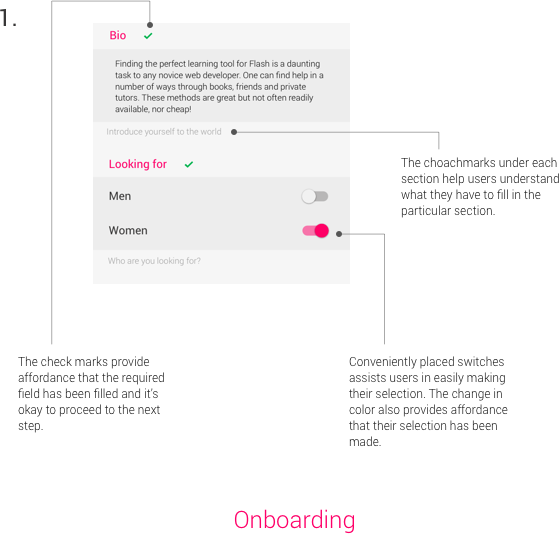 1.
Bio
Finding the perfect learning tool for Flash is a daunting
task to any novice web developer. One can find help in a
number of ways through books, friends and private
tutors. These methods are great but not often readily
available, nor cheap!
Introduce yourself to the world
Looking for
Men
Women
Who are you looking for?
The choachmarks under each
section help users understand
what they have to fill in the
particular section.
The check marks provide
affordance that the required
field has been filled and it's
okay to proceed to the next
step.
Conveniently placed switches
assists users in easily making
their selection. The change in
color also provides affordance
that their selection has been
made.
Onboarding